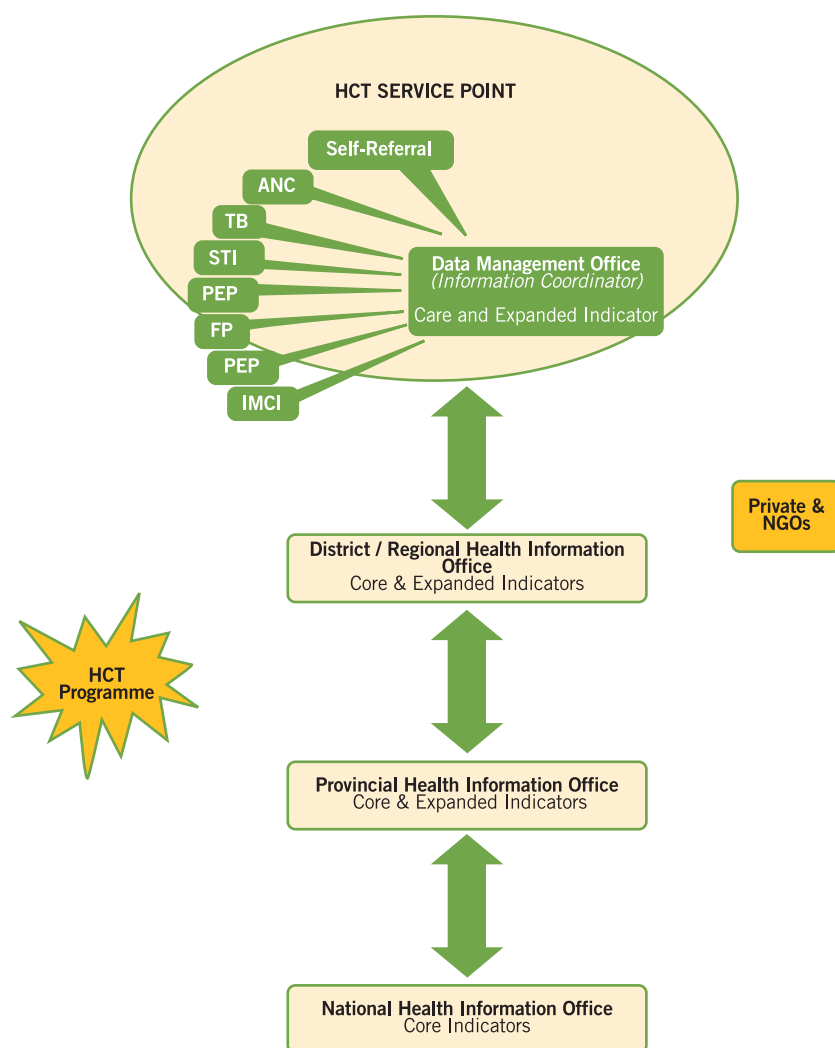 HCT SERVICE POINT
Self-Referral
ANC
TB
STI
PEP
FP
PEP
IMCI
Data Management Office
(Information Coordinator)
Care and Expanded Indicator
Private &
NGOs
District / Regional Health Information
Office
Core & Expanded Indicators
HCT
Programme
Provincial Health Information Office
Core & Expanded Indicators
National Health Information Office
Core Indicators